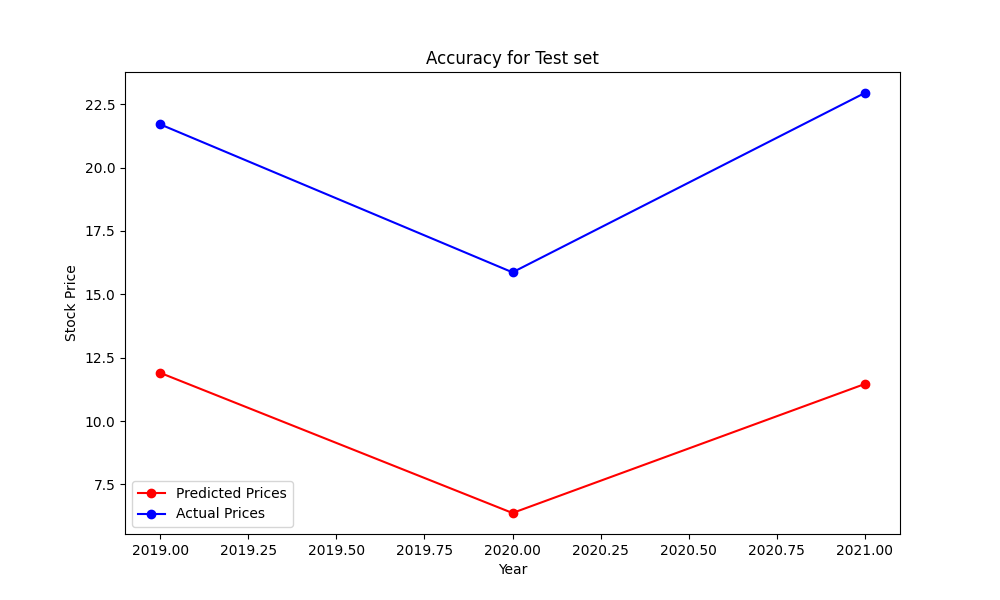 Accuracy for Test set
Stock Price
22.5
20.0
17.5
15.0
12.5
10.0
7.5
Predicted Prices
Actual Prices
2019.00 2019.25 2019.50 2019.75 2020.00 2020.25 2020.50 2020.75 2021.00
Year